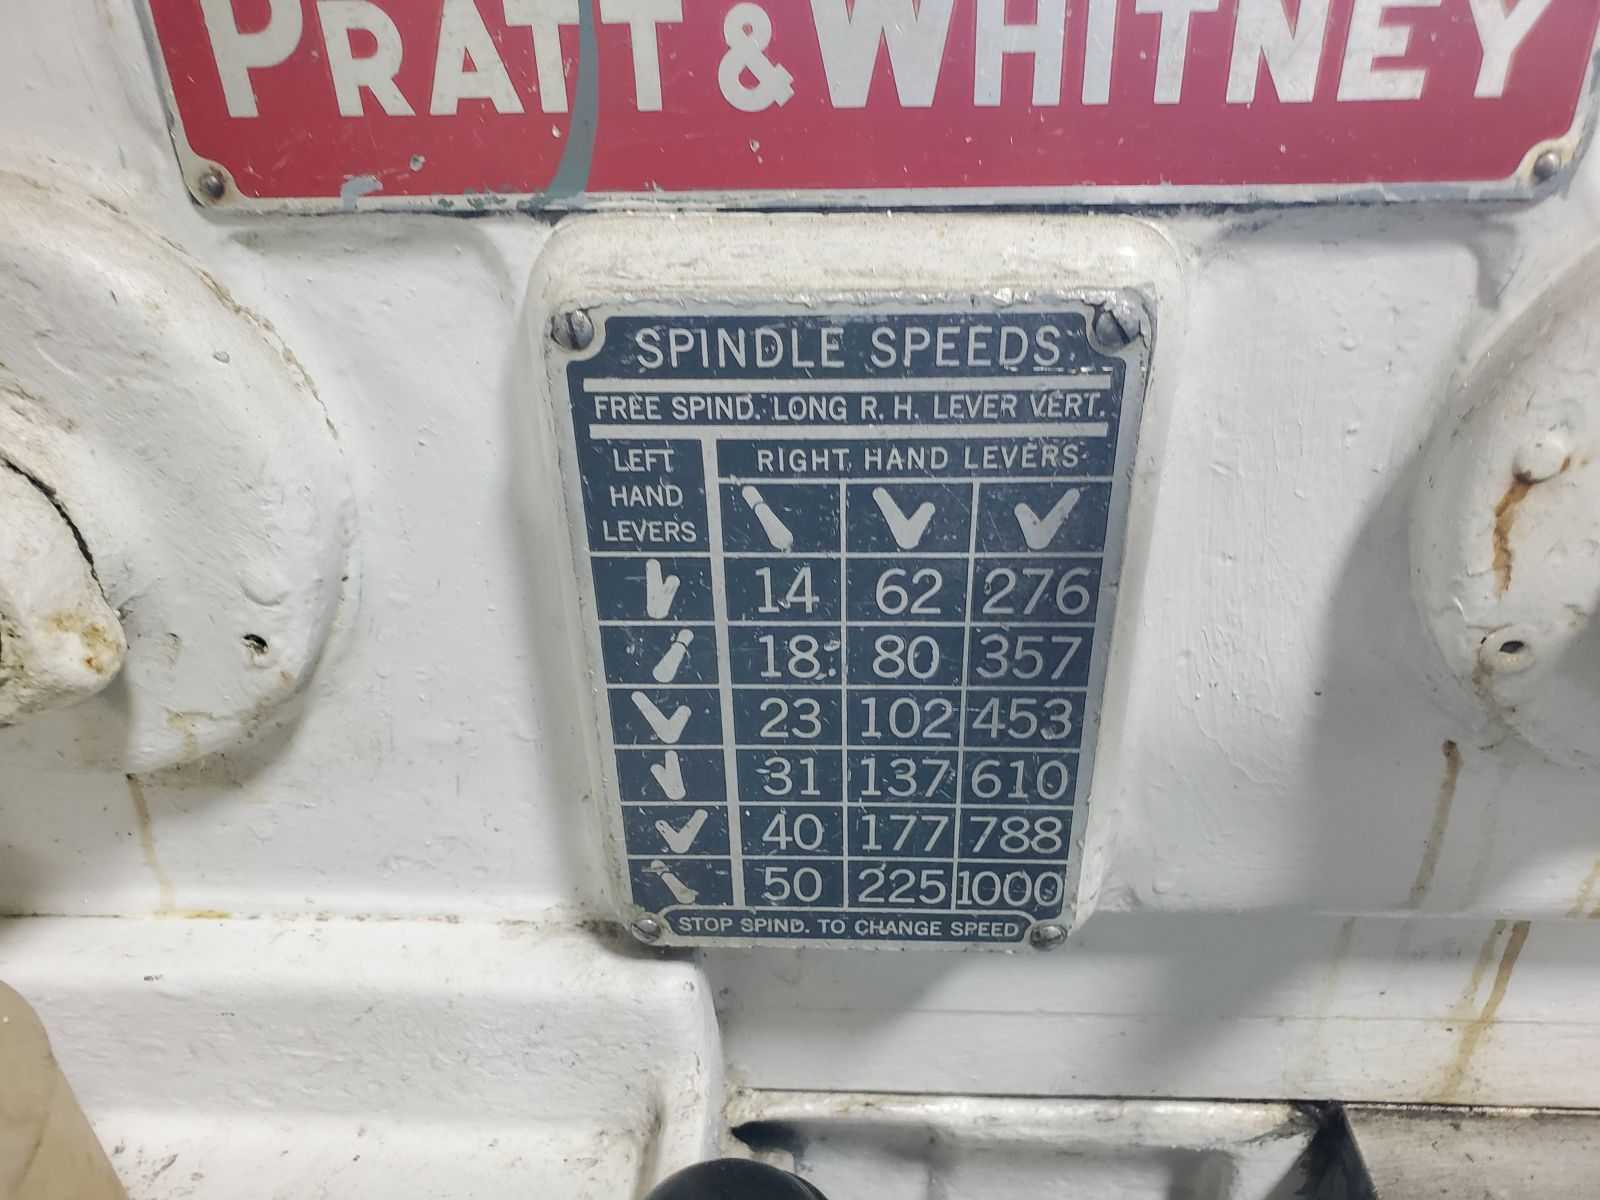 PRATT & WHITNEY
SPINDLE SPEEDS
FREE SPIND. LONG R. H. LEVER VERT.
LEFT HAND LEVERS
RIGHT HAND LEVERS
14 62 276
18 80 357
23 102 453
31 137 610
40 177 788
50 225 1000
STOP SPIND. TO CHANGE SPEED